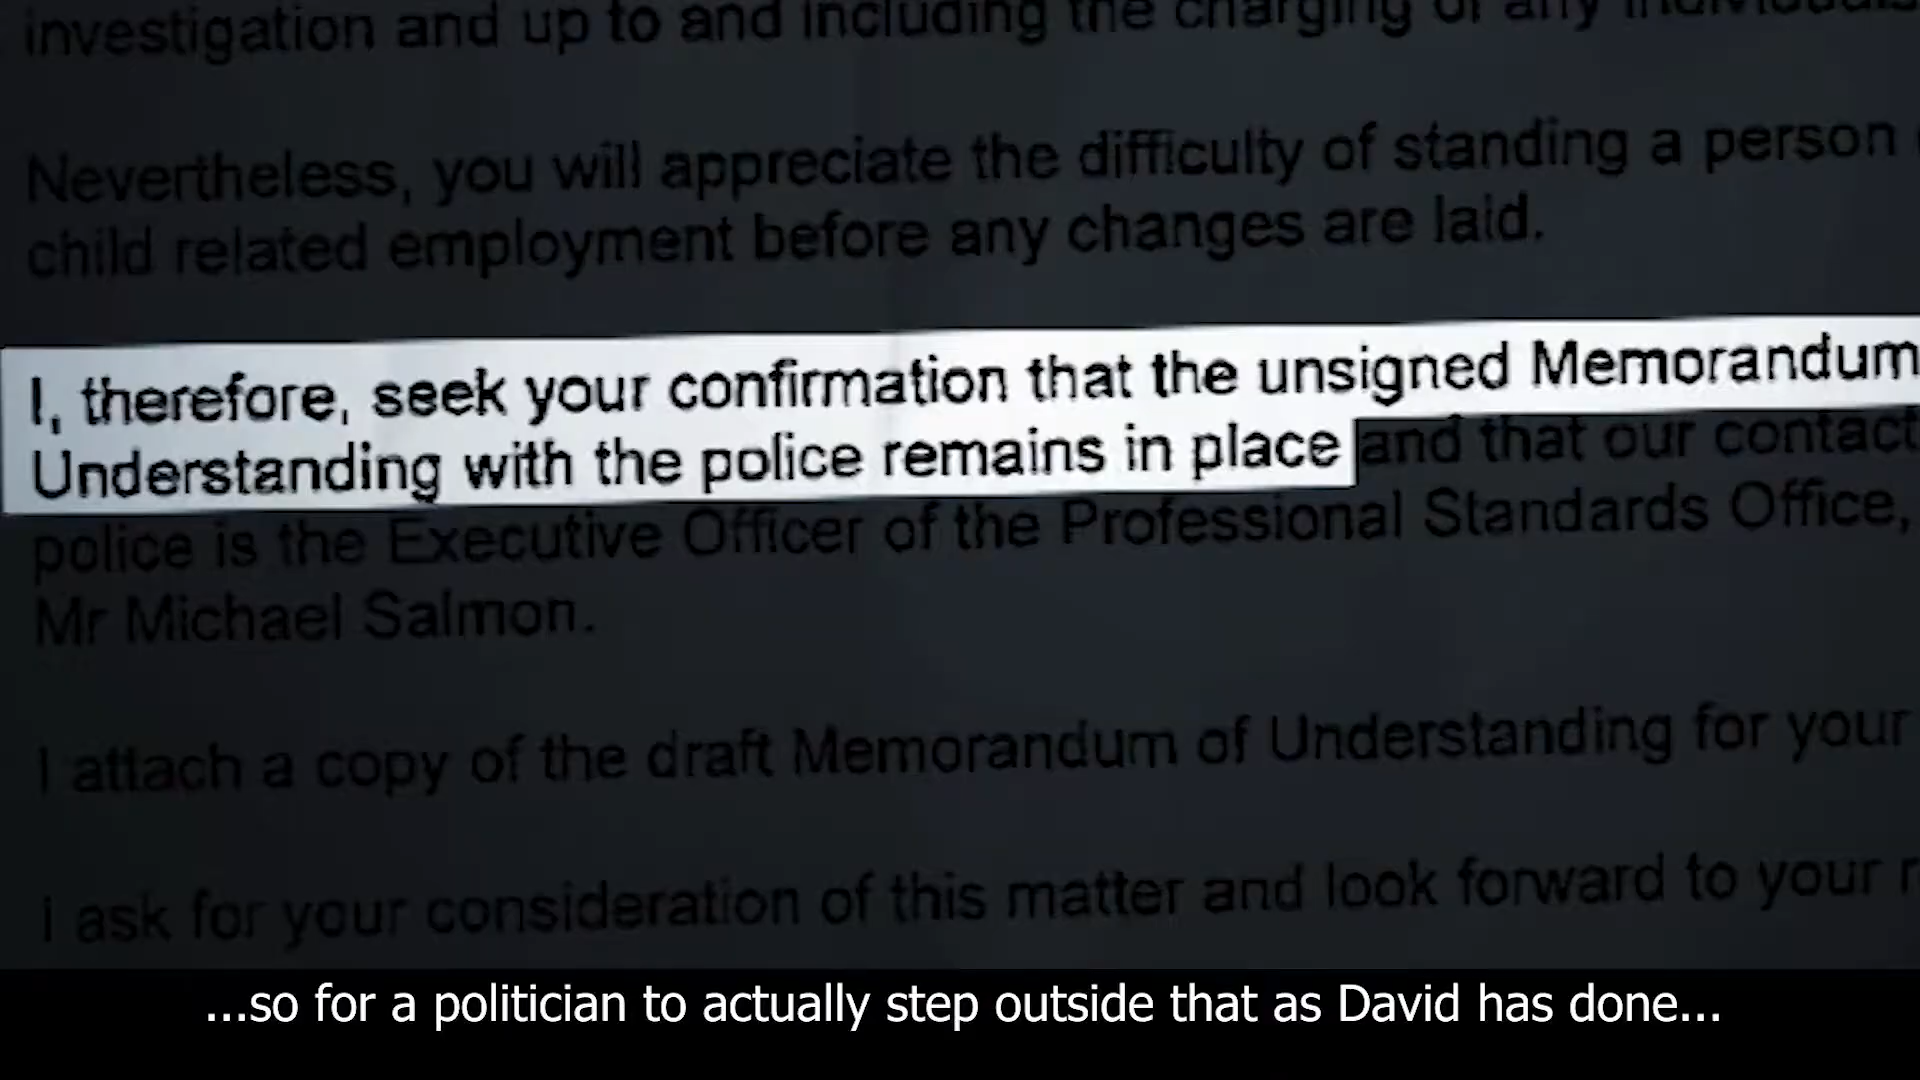 investigation and up to and including the charging of any individuals
Nevertheless, you will appreciate the difficulty of standing a person
child related employment before any changes are laid.
I, therefore, seek your confirmation that the unsigned Memorandum
Understanding with the police remains in place and that our contact
police is the Executive Officer of the Professional Standards Office,
Mr Michael Salmon.
I attach a copy of the draft Memorandum of Understanding for your
I ask for your consideration of this matter and look forward to your
...so for a politician to actually step outside that as David has done...